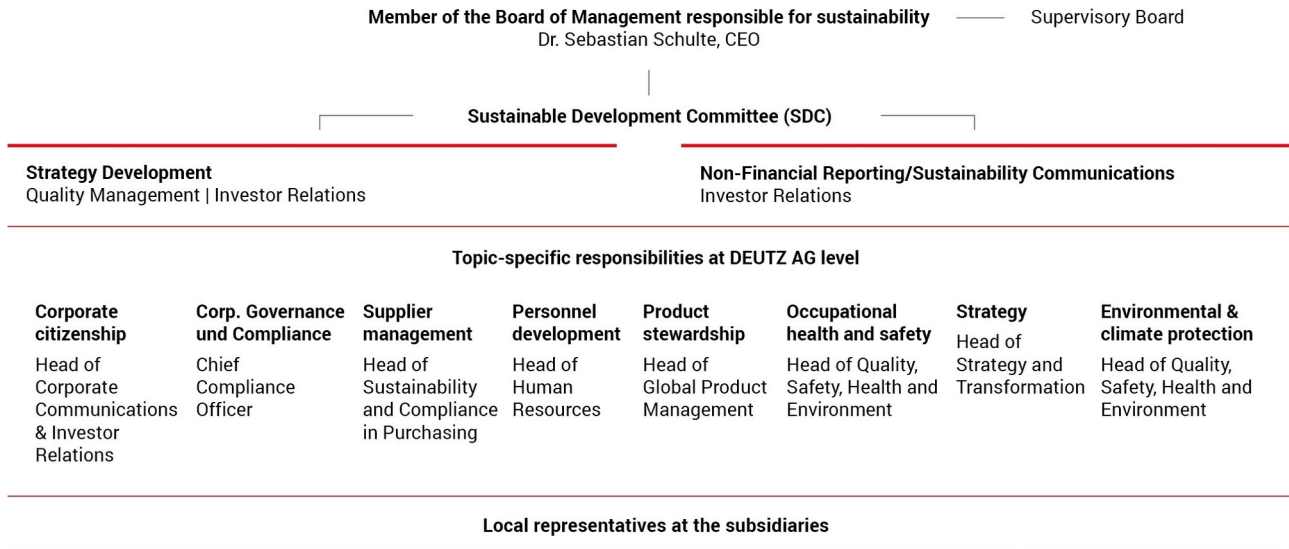 Member of the Board of Management responsible for sustainability
Supervisory Board
Dr. Sebastian Schulte, CEO
Sustainable Development Committee (SDC)
Strategy Development
Quality Management | Investor Relations
Non-Financial Reporting/Sustainability Communications
Investor Relations
Topic-specific responsibilities at DEUTZ AG level
Corporate
citizenship
Head of
Corporate
Communications
& Investor
Relations
Corp. Governance
und Compliance
Chief
Compliance
Officer
Supplier
management
Head of
Sustainability
and Compliance
in Purchasing
Personnel
development
Head of
Human
Resources
Product
stewardship
Head of
Global Product
Management
Occupational
health and safety
Head of Quality,
Safety, Health and
Environment
Strategy
Head of
Strategy and
Transformation
Environmental &
climate protection
Head of Quality,
Safety, Health and
Environment
Local representatives at the subsidiaries